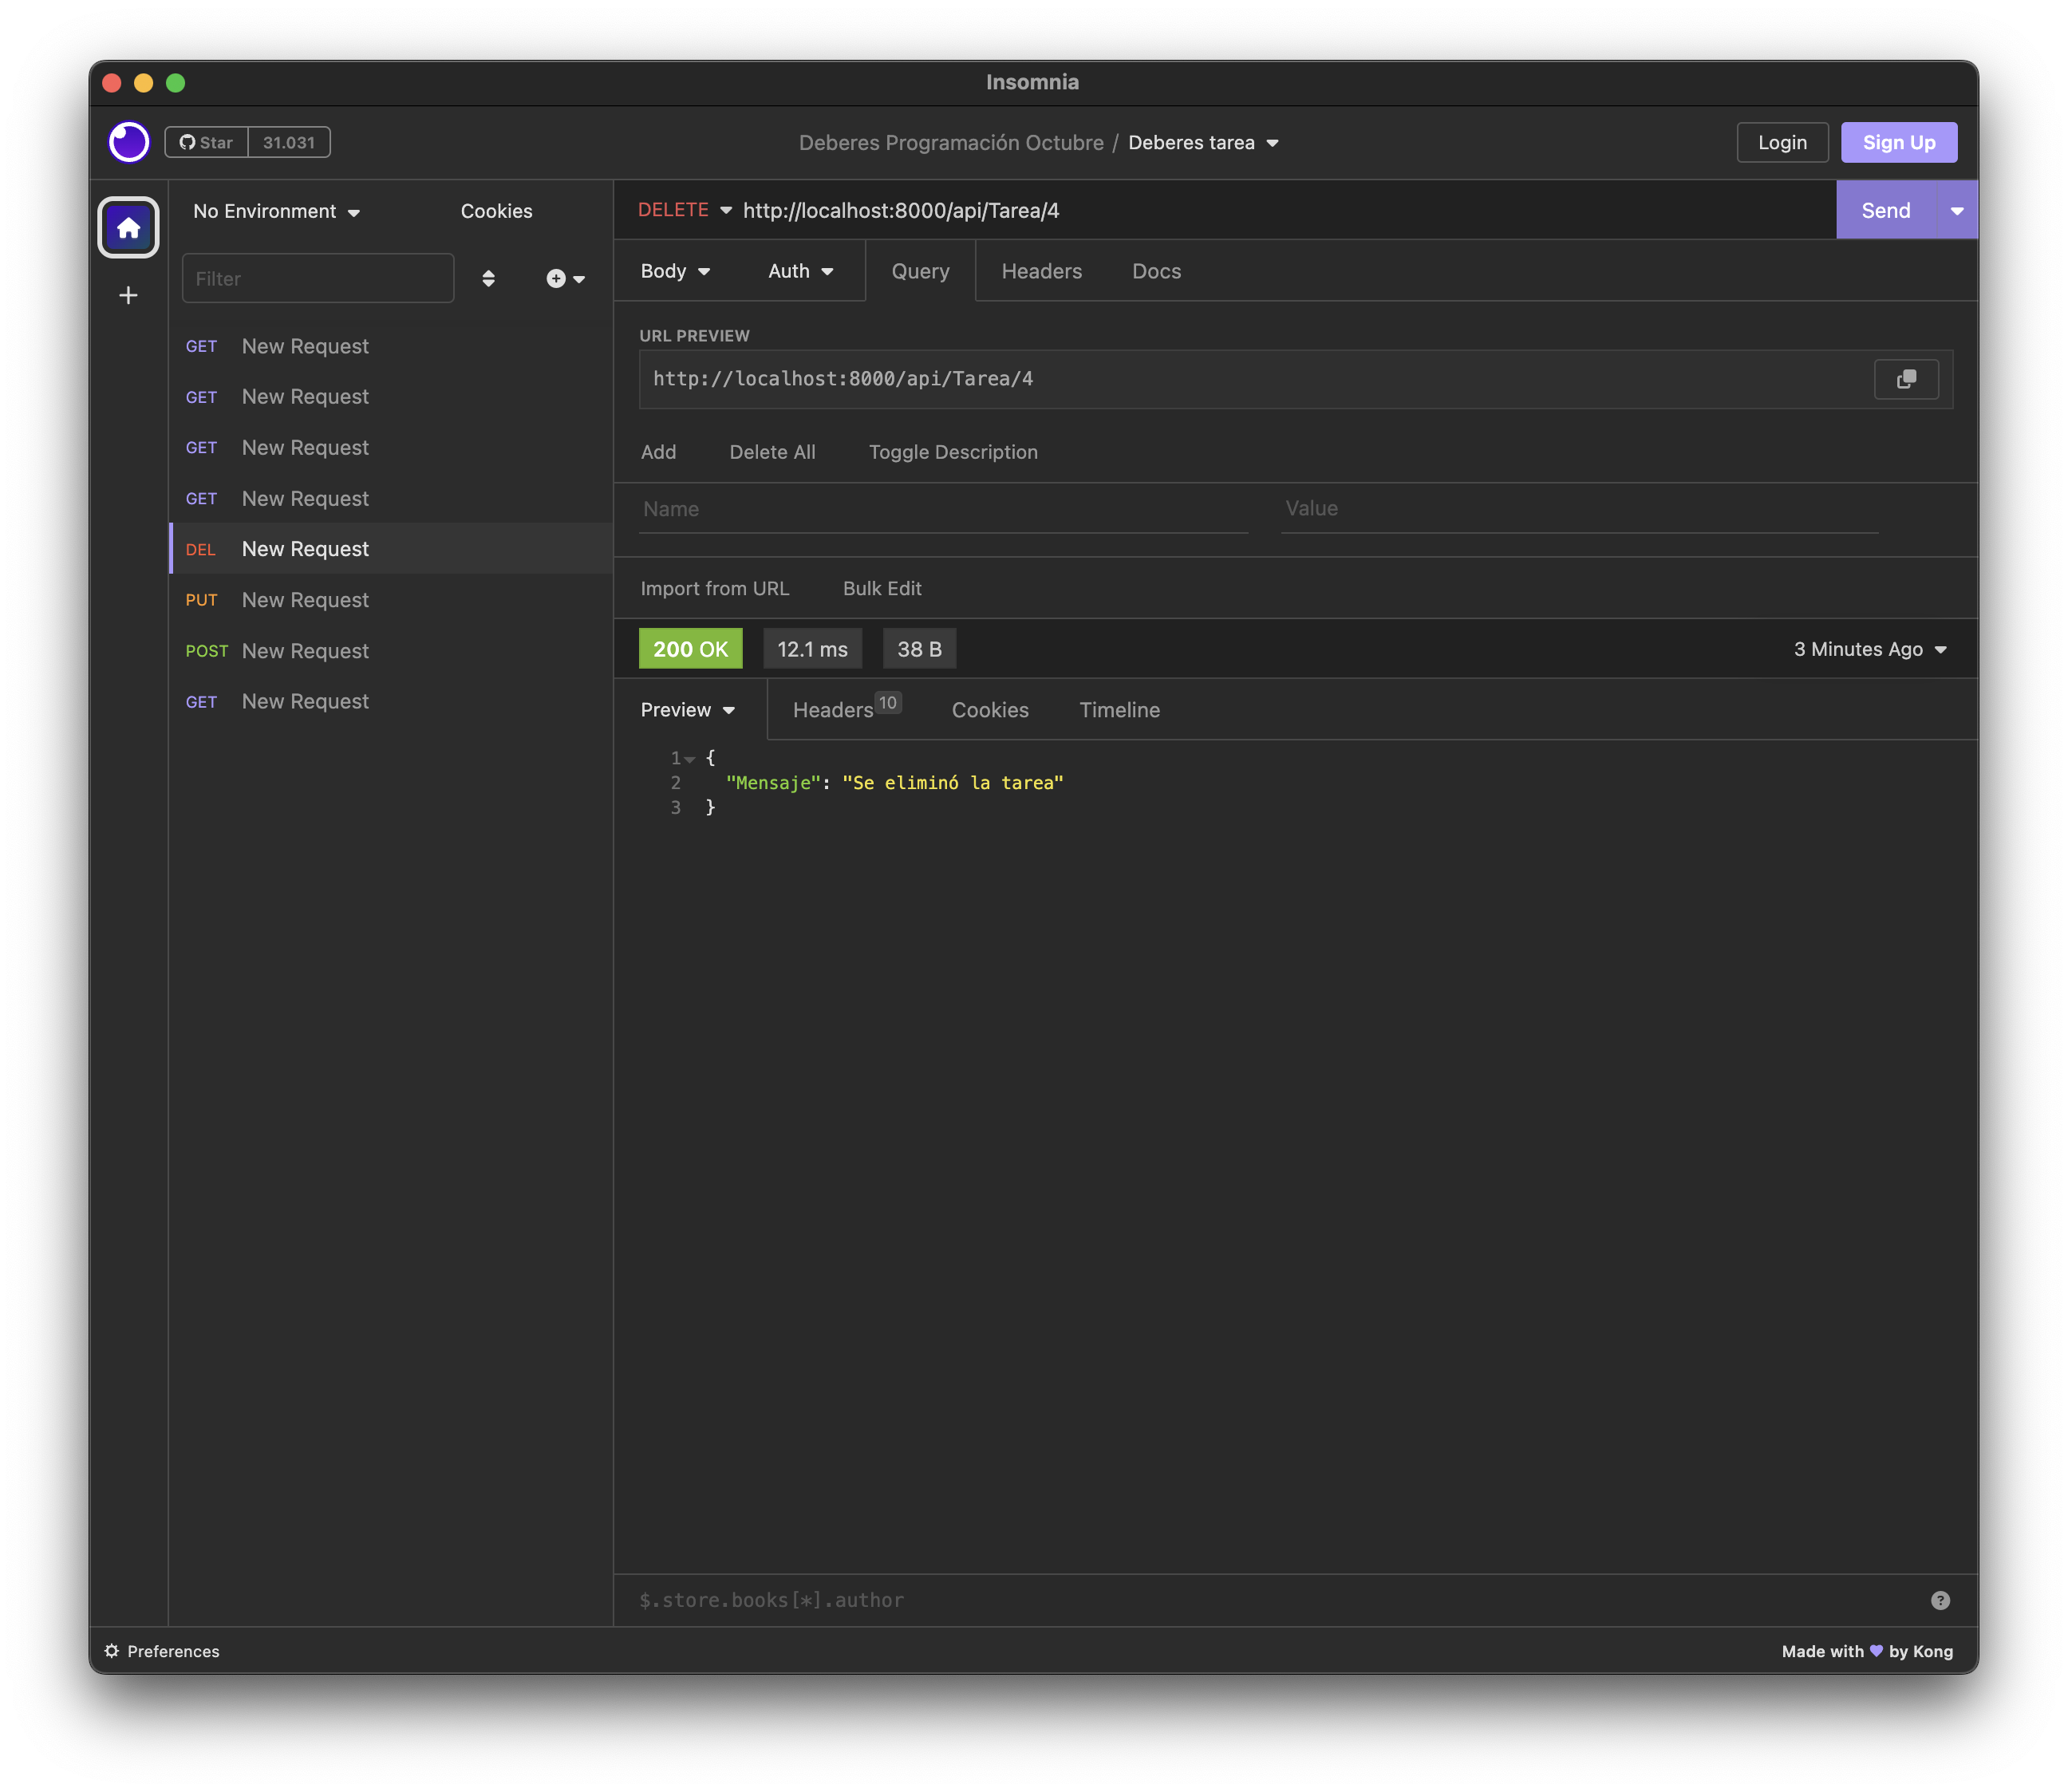 Insomnia
Star 31.031
Deberes Programación Octubre / Deberes tarea
Login Sign Up
No Environment Cookies
Filter
GET New Request
GET New Request
GET New Request
GET New Request
DEL New Request
PUT New Request
POST New Request
GET New Request
DELETE http://localhost:8000/api/Tarea/4 Send
Body Auth Query Headers Docs
URL PREVIEW
http://localhost:8000/api/Tarea/4
Add Delete All Toggle Description
Name Value
Import from URL Bulk Edit
200 OK 12.1 ms 38 B 3 Minutes Ago
Preview Headers 10 Cookies Timeline
1 {
2 "Mensaje": "Se eliminó la tarea"
3 }
$.store.books[*].author ?
Preferences Made with 💜 by Kong